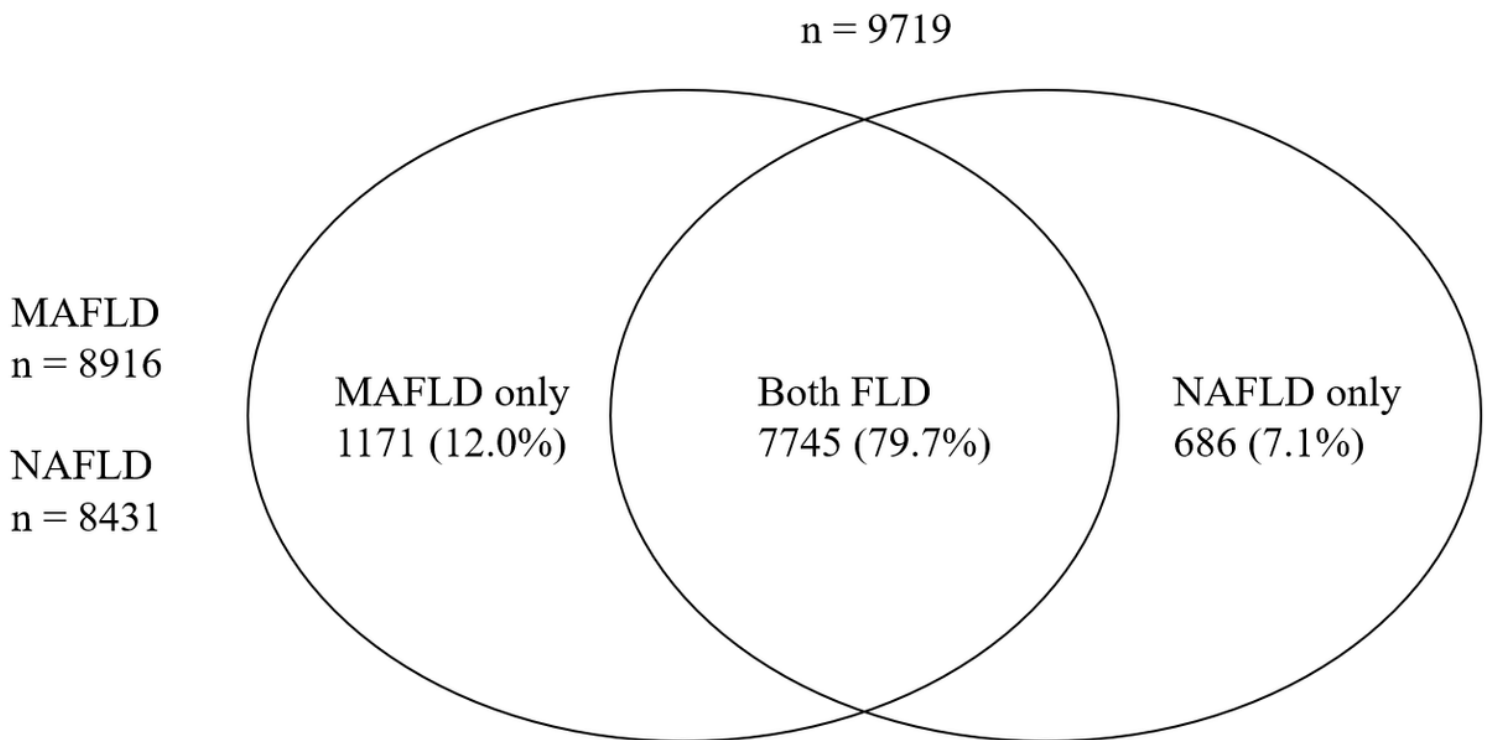 n = 9719
MAFLD
n = 8916
NAFLD
n = 8431
MAFLD only
1171 (12.0%)
Both FLD
7745 (79.7%)
NAFLD only
686 (7.1%)